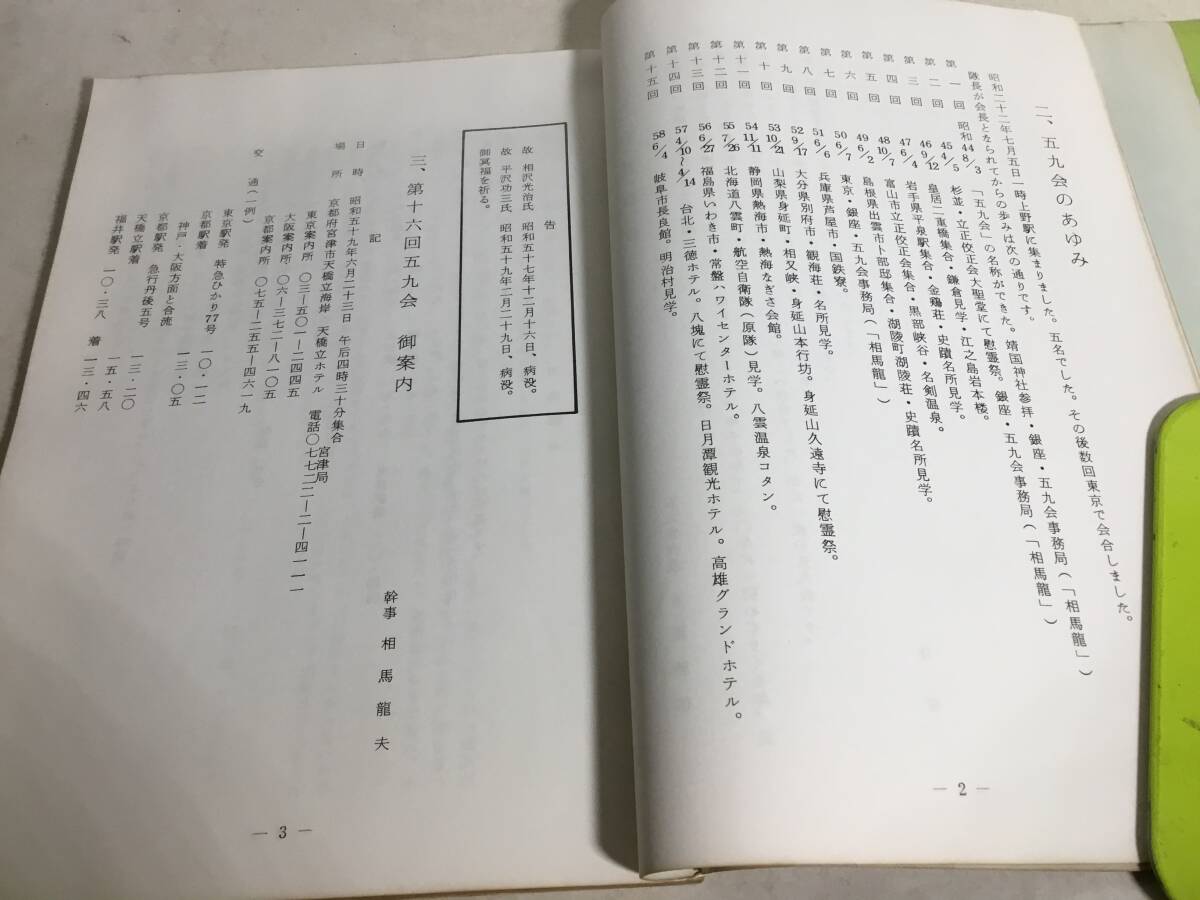 二、五九会のあゆみ
昭和二十二年七月五日一時上野駅に集まりました。五名でした。その後数回東京で会合しました。
隊長が会長となられてからの歩みは次の通りです。
第一回 昭和44 8/3 「五九会」の名称ができた。靖国神社参拝・銀座・五九会事務局(「相馬龍」)
第二回 45 4/5 杉並・立正佼正会大聖堂にて慰霊祭。銀座・五九会事務局(「相馬龍」)
第三回 46 9/12 皇居二重橋集合・鎌倉見学・江之島岩本楼。
第四回 47 6/4 岩手県平泉駅集合・金鶏荘・史蹟名所見学。
第五回 48 10/7 富山市立正佼正会集合・黒部峡谷・名剣温泉。
第六回 49 6/2 島根県出雲市卜部邸集合・湖陵町湖陵荘・史蹟名所見学。
第七回 50 6/7 東京・銀座・五九会事務局(「相馬龍」)
第八回 51 6/6 兵庫県芦屋市・国鉄寮。
第九回 52 9/17 大分県別府市・観海荘・名所見学。
第十回 53 10/21 山梨県身延町・相又峡・身延山本行坊。身延山久遠寺にて慰霊祭。
第十一回 54 11/11 静岡県熱海市・熱海なぎさ会館。
第十二回 55 7/26 北海道八雲町・航空自衛隊(原隊)見学。八雲温泉コタン。
第十三回 56 6/27 福島県いわき市・常盤ハワイセンターホテル。
第十四回 57 4/10〜4/14 台北・三徳ホテル。八塊にて慰霊祭。日月潭観光ホテル。高雄グランドホテル。
第十五回 58 6/4 岐阜市長良館。明治村見学。
— 2 —
告
故 相沢光治氏 昭和五十七年十二月十六日、病没。
故 平沢功三氏 昭和五十九年二月二十九日、病没。
御冥福を祈る。
三、第十六回五九会 御案内
幹事 相馬龍夫
記
日時 昭和五十九年六月二十三日 午后四時三十分集合
場所 京都府宮津市天橋立海岸 天橋立ホテル 電話〇七七二二—二—四一一一
宮津局
東京案内所 〇三—五〇一—二四四五
大阪案内所 〇六—三七二—八一〇五
京都案内所 〇七五—二五五—四六一九
交通(一例)
東京駅発 特急ひかり77号 一〇・一二
京都駅着 一三・〇五
神戸・大阪方面と合流
京都駅発 急行丹後五号 一三・二〇
天橋立駅着 一五・五八
福井駅発 一〇・三八 着 一三・四六
— 3 —